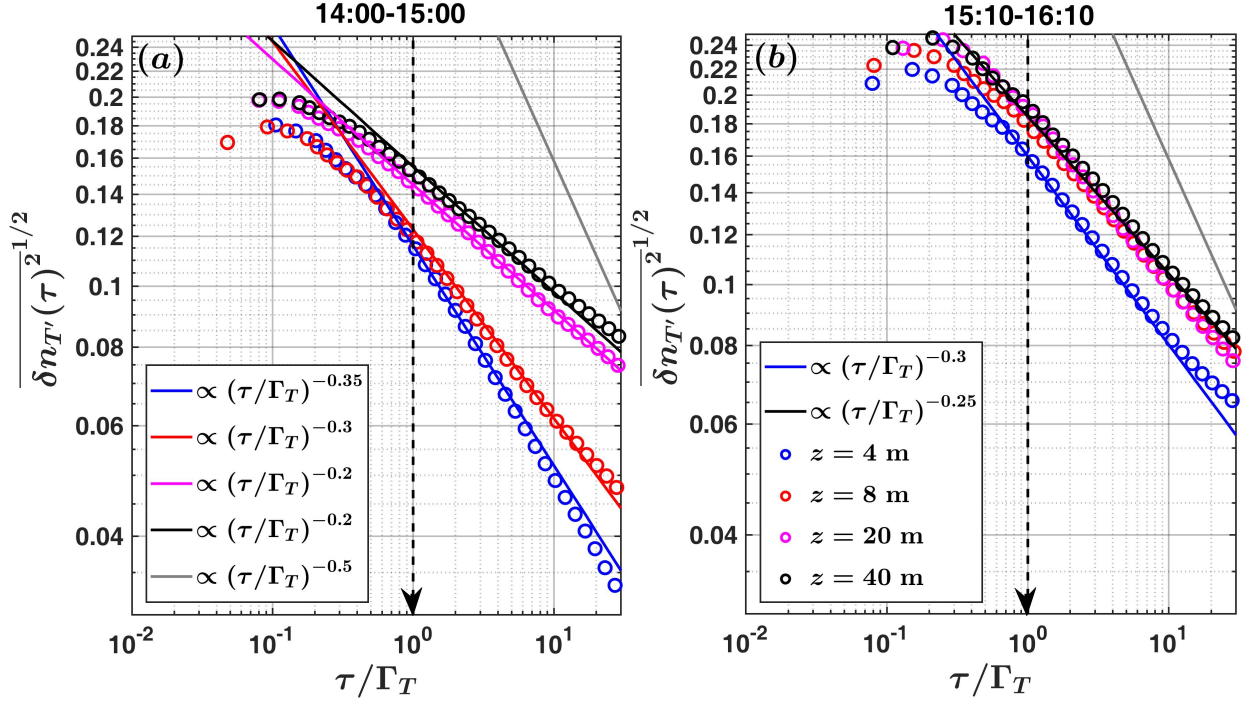 14:00-15:00
(a)
0.24
0.22
0.2
0.18
0.16
0.14
0.12
0.1
0.08
0.06
0.04
δn_{T'}(τ)^{2^{1/2}}
∝ (τ/Γ_T)^{-0.35}
∝ (τ/Γ_T)^{-0.3}
∝ (τ/Γ_T)^{-0.2}
∝ (τ/Γ_T)^{-0.2}
∝ (τ/Γ_T)^{-0.5}
10^{-2} 10^{-1} 10^{0} 10^{1}
τ/Γ_T
15:10-16:10
(b)
0.24
0.22
0.2
0.18
0.16
0.14
0.12
0.1
0.08
0.06
0.04
δn_{T'}(τ)^{2^{1/2}}
∝ (τ/Γ_T)^{-0.3}
∝ (τ/Γ_T)^{-0.25}
z = 4 m
z = 8 m
z = 20 m
z = 40 m
10^{-2} 10^{-1} 10^{0} 10^{1}
τ/Γ_T